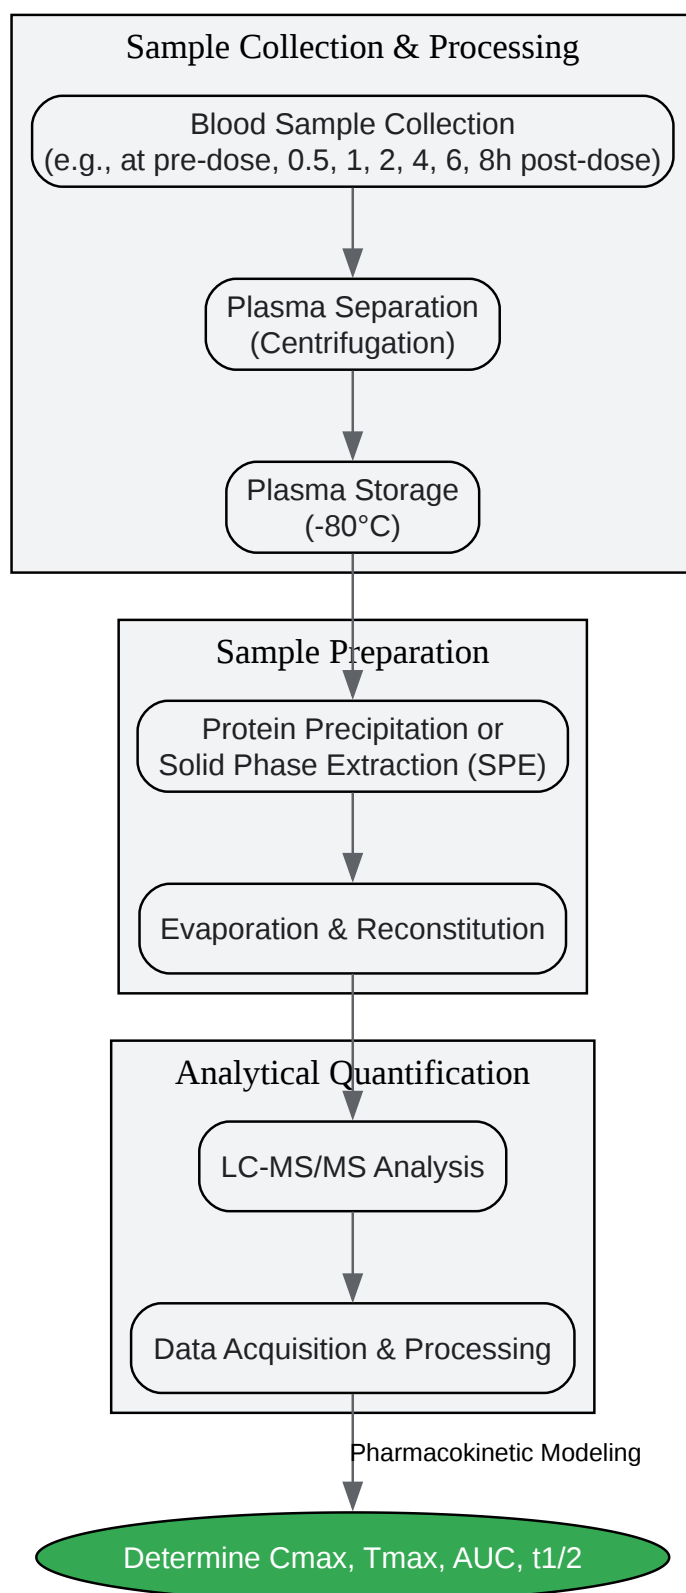 Sample Collection & Processing
Blood Sample Collection
(e.g., at pre-dose, 0.5, 1, 2, 4, 6, 8h post-dose)
Plasma Separation
(Centrifugation)
Plasma Storage
(-80°C)
Sample Preparation
Protein Precipitation or
Solid Phase Extraction (SPE)
Evaporation & Reconstitution
Analytical Quantification
LC-MS/MS Analysis
Data Acquisition & Processing
Pharmacokinetic Modeling
Determine Cmax, Tmax, AUC, t1/2